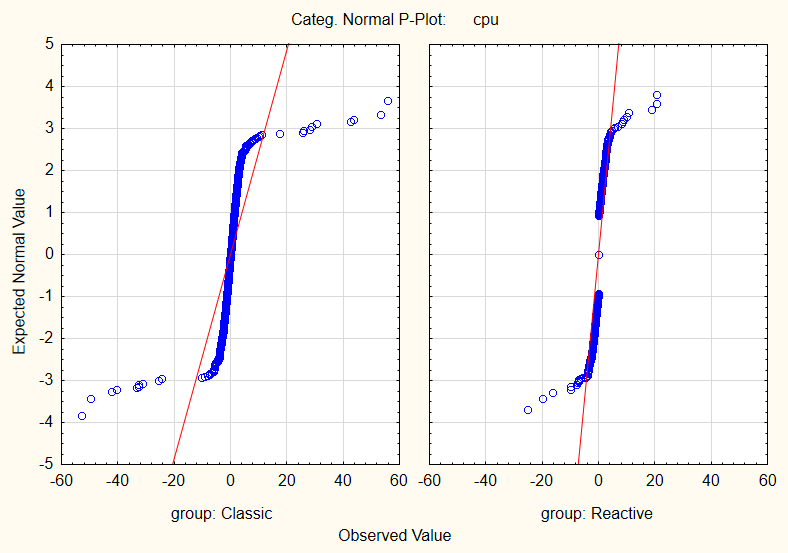 Categ. Normal P-Plot: cpu
Expected Normal Value
5
4
3
2
1
0
-1
-2
-3
-4
-5
-60 -40 -20 0 20 40 60
-60 -40 -20 0 20 40 60
group: Classic
group: Reactive
Observed Value